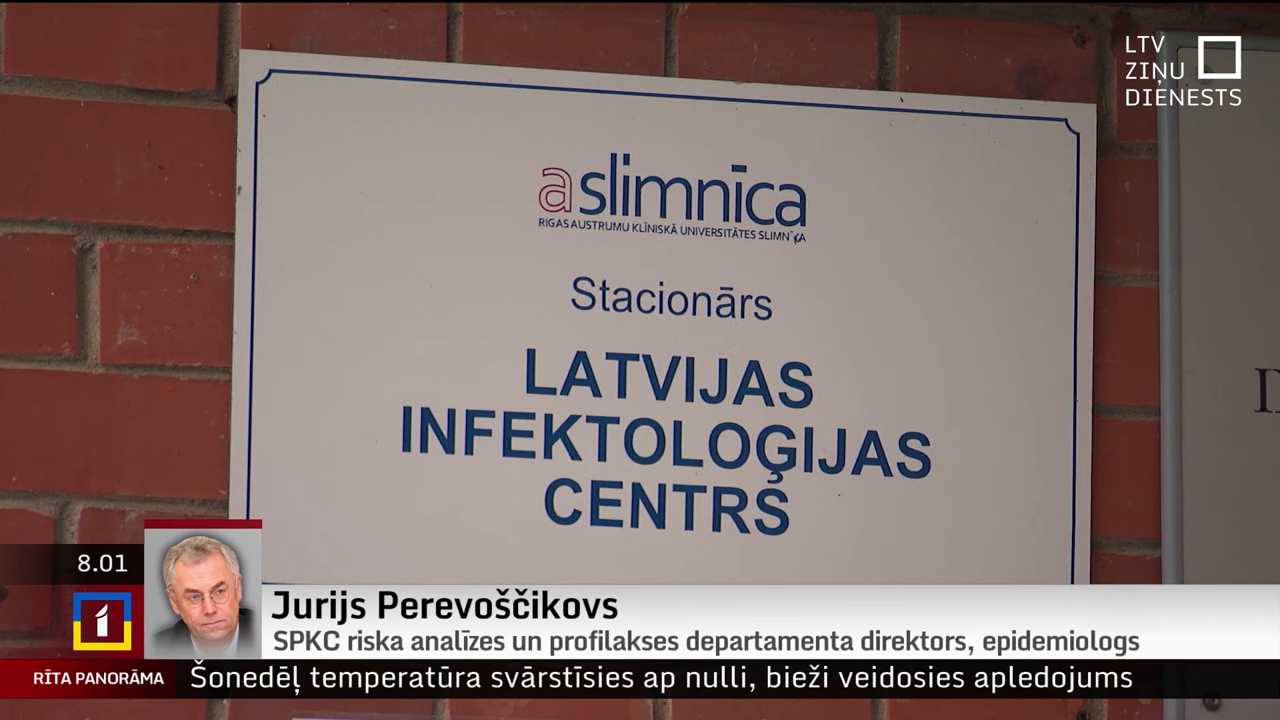 LTV
ZIŅU
DIENESTS
aslimnīca
RĪGAS AUSTRUMU KLĪNISKĀ UNIVERSITĀTES SLIMNĪCA
Stacionārs
LATVIJAS
INFEKTOLOĢIJAS
CENTRS
8.01
1
Jurijs Perevoščikovs
SPKC riska analīzes un profilakses departamenta direktors, epidemiologs
RĪTA PANORĀMA
Šonedēļ temperatūra svārstīsies ap nulli, bieži veidosies apledojums